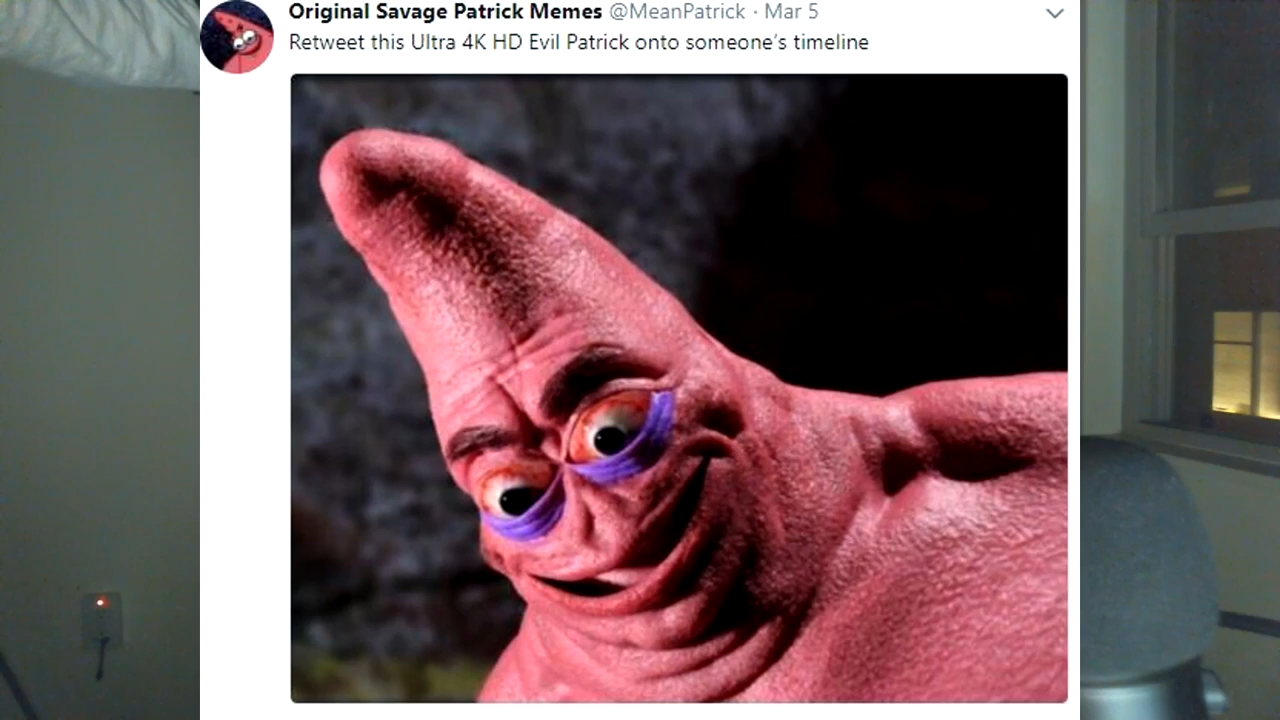 Original Savage Patrick Memes @MeanPatrick · Mar 5
Retweet this Ultra 4K HD Evil Patrick onto someone’s timeline